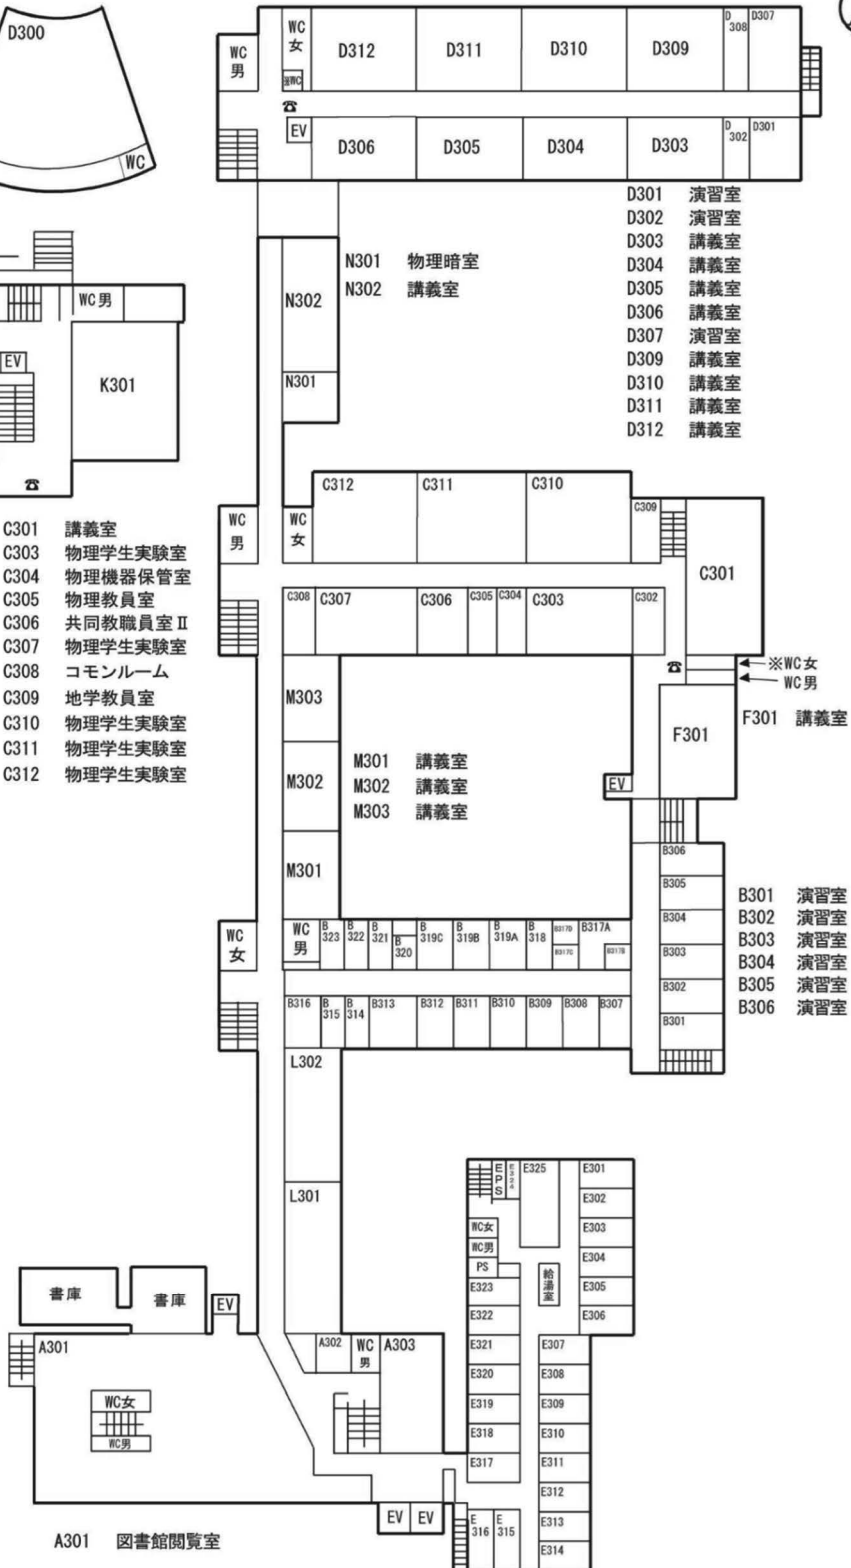 D300
WC
WC
男
WC
女
※WC
D312
D311
D310
D309
D
308
D307
☎
EV
D306
D305
D304
D303
D
302
D301
D301 演習室
D302 演習室
D303 講義室
D304 講義室
D305 講義室
D306 講義室
D307 演習室
D309 講義室
D310 講義室
D311 講義室
D312 講義室
N301 物理暗室
N302 講義室
N302
N301
WC男
EV
K301
☎
C301 講義室
C303 物理学生実験室
C304 物理機器保管室
C305 物理教員室
C306 共同教職員室Ⅱ
C307 物理学生実験室
C308 コモンルーム
C309 地学教員室
C310 物理学生実験室
C311 物理学生実験室
C312 物理学生実験室
WC
男
WC
女
C312
C311
C310
C309
C301
C308
C307
C306
C305
C304
C303
C302
☎
※WC女
WC男
F301 講義室
F301
EV
M303
M302
M301
M301 講義室
M302 講義室
M303 講義室
B306
B305
B304
B303
B302
B301
B301 演習室
B302 演習室
B303 演習室
B304 演習室
B305 演習室
B306 演習室
WC
女
WC
男
B
323
B
322
B
321
B
320
B
319C
B
319B
B
319A
B
318
B317D
B317C
B317A
B317B
B316
B
315
B
314
B313
B312
B311
B310
B309
B308
B307
L302
L301
EPS
E324
E325
E301
E302
E303
E304
E305
E306
WC女
WC男
PS
給湯室
E323
E322
E321
E320
E319
E318
E317
E307
E308
E309
E310
E311
E312
E313
E314
E
316
E
315
書庫
書庫
EV
A301
A302
WC
男
A303
WC女
WC男
EV
EV
A301 図書館閲覧室